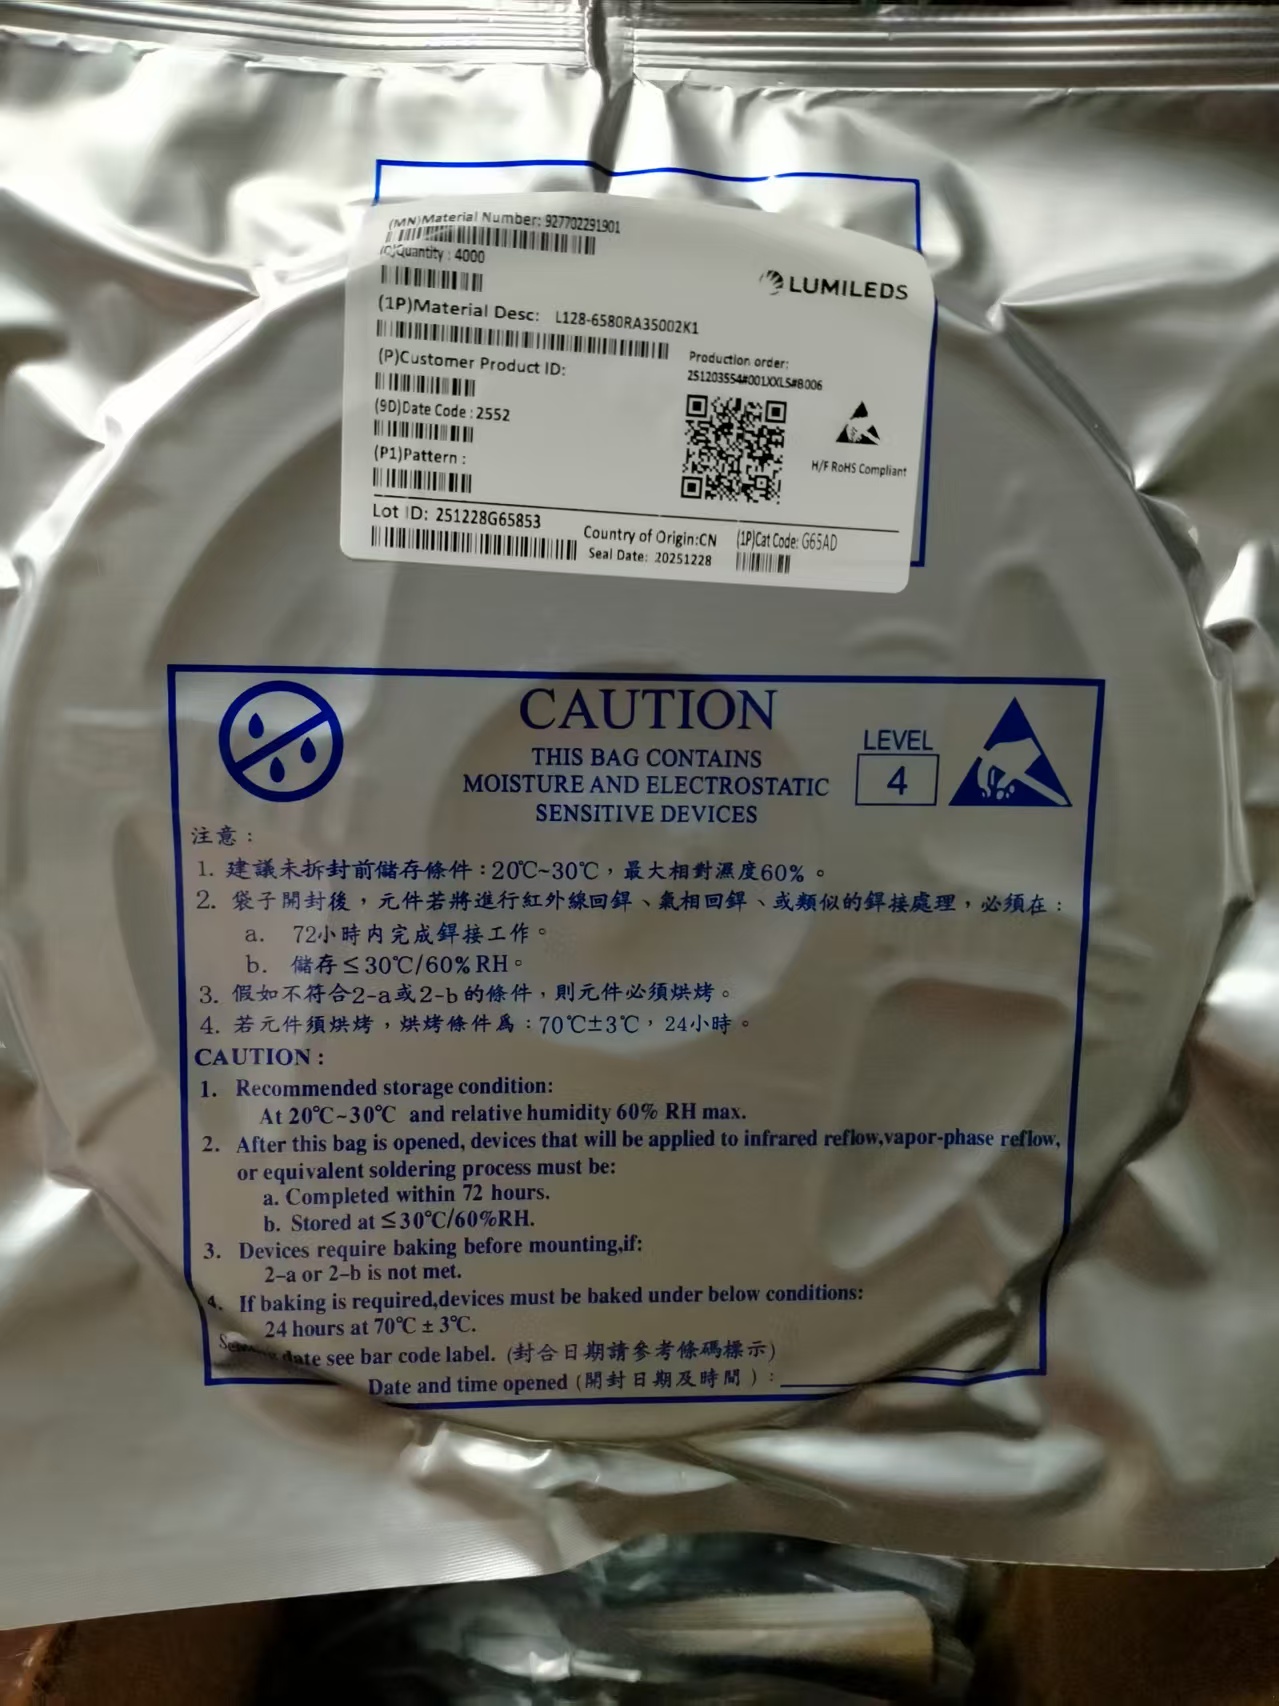 (MN)Material Number: 927702291901
(Q)Quantity : 4000
LUMILEDS
(1P)Material Desc: L128-6580RA35002K1
(P)Customer Product ID:
Production order:
251203554#001XXLS#B006
(9D)Date Code : 2552
(P1)Pattern :
H/F RoHS Compliant
Lot ID: 251228G65853
Country of Origin:CN
Seal Date: 20251228
(1P)Cat Code: G65AD
CAUTION
THIS BAG CONTAINS
MOISTURE AND ELECTROSTATIC
SENSITIVE DEVICES
LEVEL
4
注意：
1. 建議未拆封前儲存條件：20℃~30℃，最大相對濕度60%。
2. 袋子開封後，元件若將進行紅外線回銲、氣相回銲、或類似的銲接處理，必須在：
a. 72小時內完成銲接工作。
b. 儲存≤30℃/60% RH。
3. 假如不符合2-a或2-b的條件，則元件必須烘烤。
4. 若元件須烘烤，烘烤條件爲：70℃±3℃，24小時。
CAUTION :
1. Recommended storage condition:
At 20℃~30℃ and relative humidity 60% RH max.
2. After this bag is opened, devices that will be applied to infrared reflow,vapor-phase reflow,
or equivalent soldering process must be:
a. Completed within 72 hours.
b. Stored at ≤30℃/60%RH.
3. Devices require baking before mounting,if:
2-a or 2-b is not met.
4. If baking is required,devices must be baked under below conditions:
24 hours at 70℃ ± 3℃.
date see bar code label. (封合日期請參考條碼標示)
Date and time opened (開封日期及時間)：